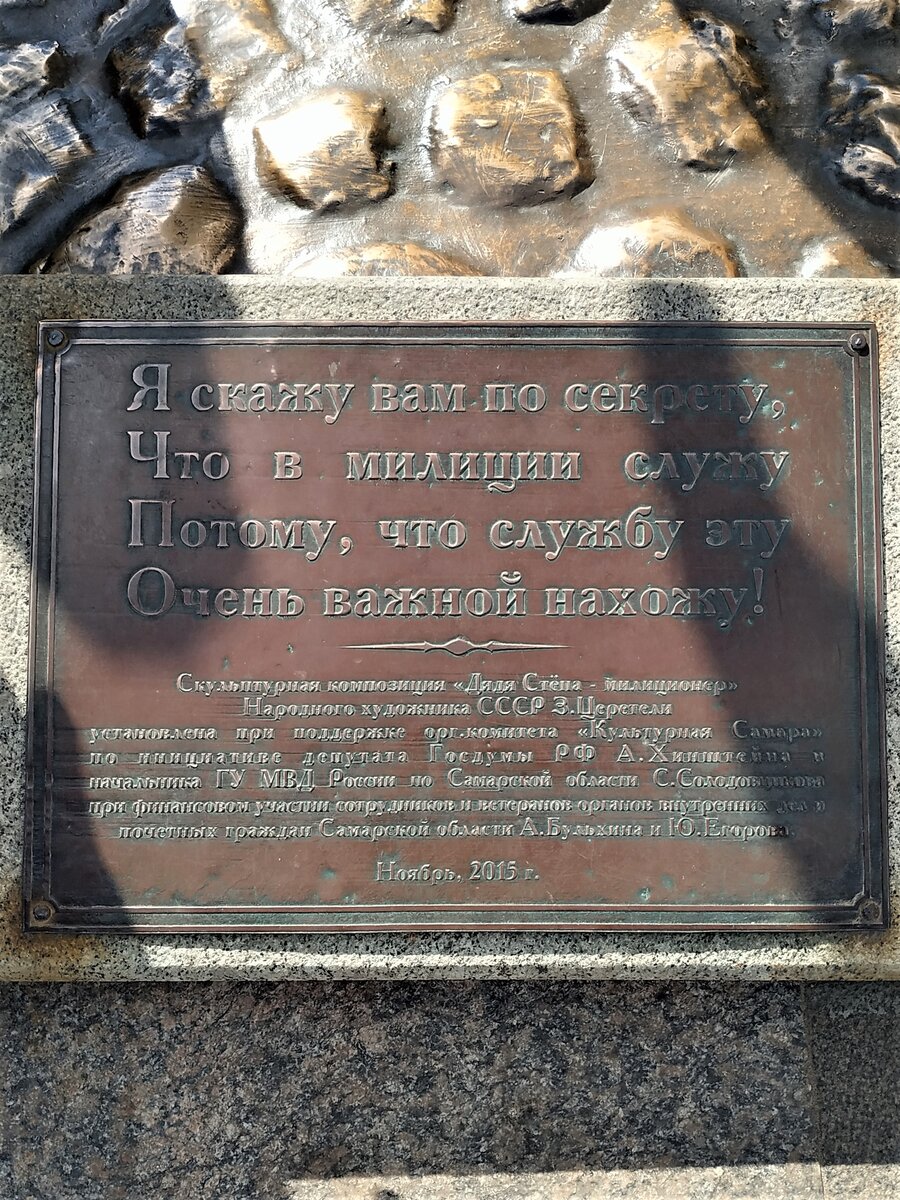 Я скажу вам по секрету,
Что в милиции служу
Потому, что службу эту
Очень важной нахожу!
Скульптурная композиция «Дядя Стёпа - милиционер»
Народного художника СССР З.Церетели
установлена при поддержке орг.комитета «Культурная Самара»
по инициативе депутата Госдумы РФ А.Хинштейна и
начальника ГУ МВД России по Самарской области С.Солодовникова
при финансовом участии сотрудников и ветеранов органов внутренних дел и
почетных граждан Самарской области А.Бульхина и Ю.Егорова.
Ноябрь, 2015 г.